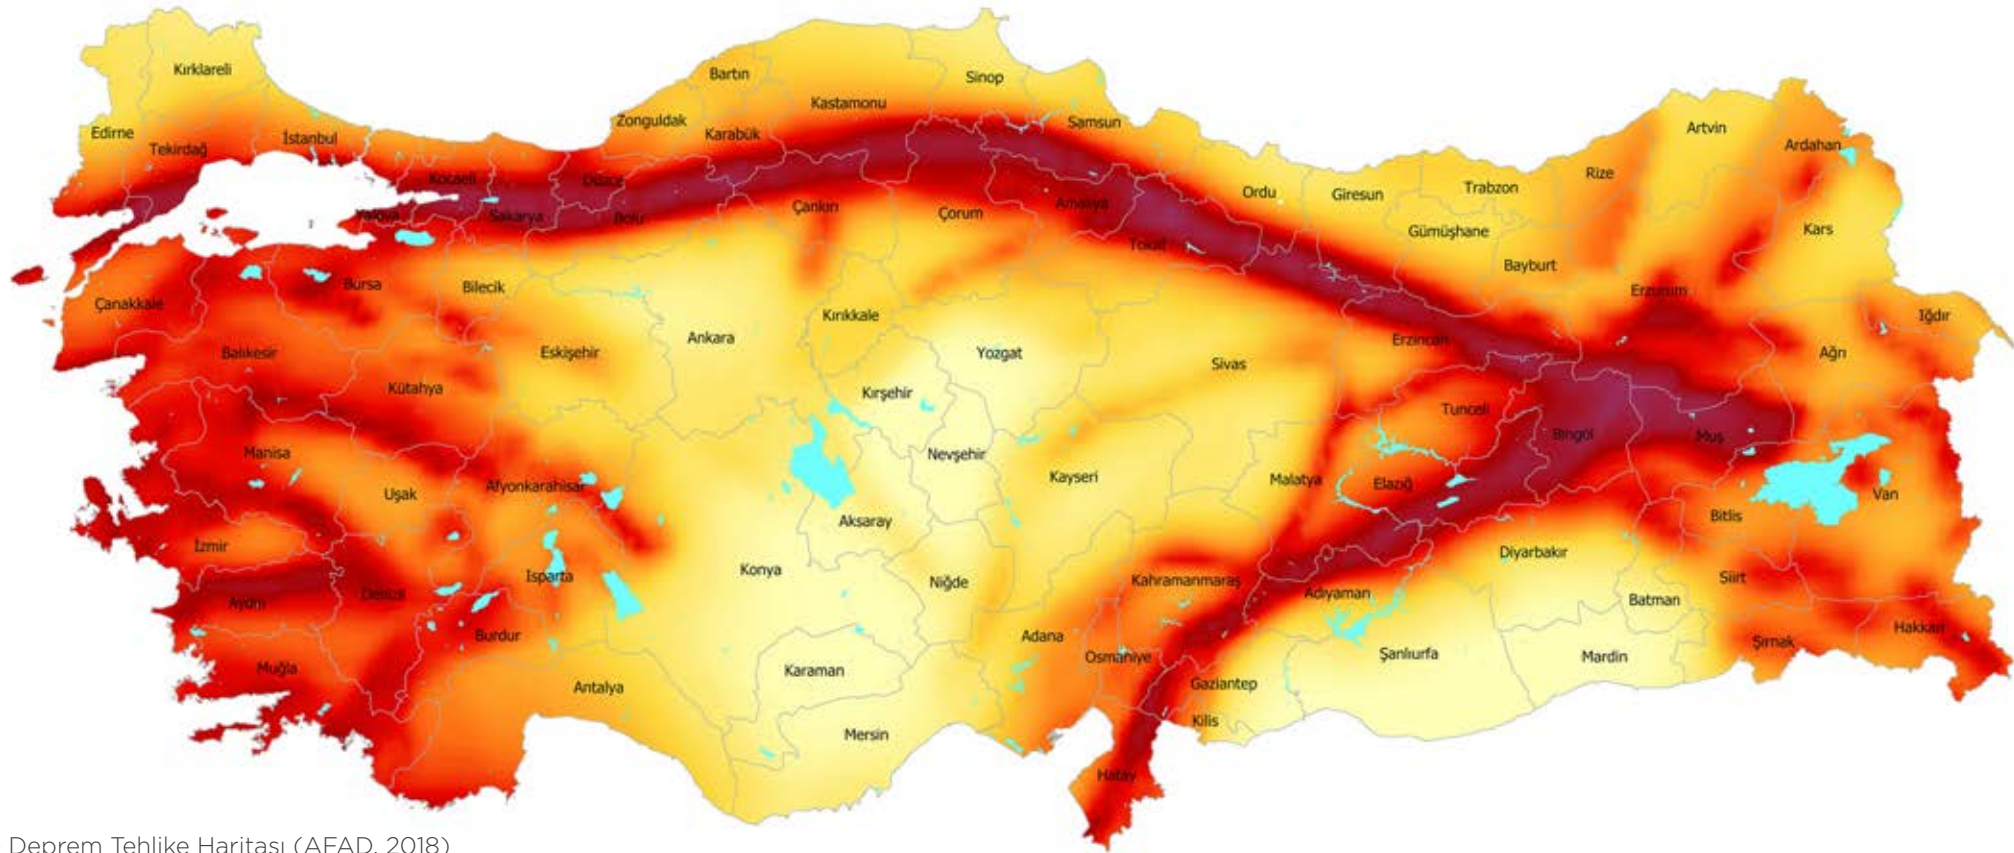 Kırklareli
Bartın
Sinop
Kastamonu
Edirne
Tekirdağ
İstanbul
Zonguldak
Karabük
Samsun
Artvin
Ardahan
Kocaeli
Düzce
Yalova
Sakarya
Bolu
Çankırı
Çorum
Amasya
Tokat
Ordu
Giresun
Trabzon
Rize
Gümüşhane
Bayburt
Kars
Çanakkale
Bursa
Bilecik
Erzurum
Iğdır
Balıkesir
Kütahya
Eskişehir
Ankara
Kırıkkale
Yozgat
Kırşehir
Sivas
Erzincan
Ağrı
Tunceli
Bingöl
Muş
Manisa
Uşak
Afyonkarahisar
Nevşehir
Kayseri
Malatya
Elazığ
Van
Aksaray
Bitlis
İzmir
Isparta
Konya
Niğde
Kahramanmaraş
Adıyaman
Diyarbakır
Siirt
Batman
Aydın
Denizli
Burdur
Adana
Osmaniye
Gaziantep
Şanlıurfa
Mardin
Şırnak
Hakkari
Muğla
Antalya
Karaman
Mersin
Kilis
Hatay
Deprem Tehlike Haritası (AFAD, 2018)